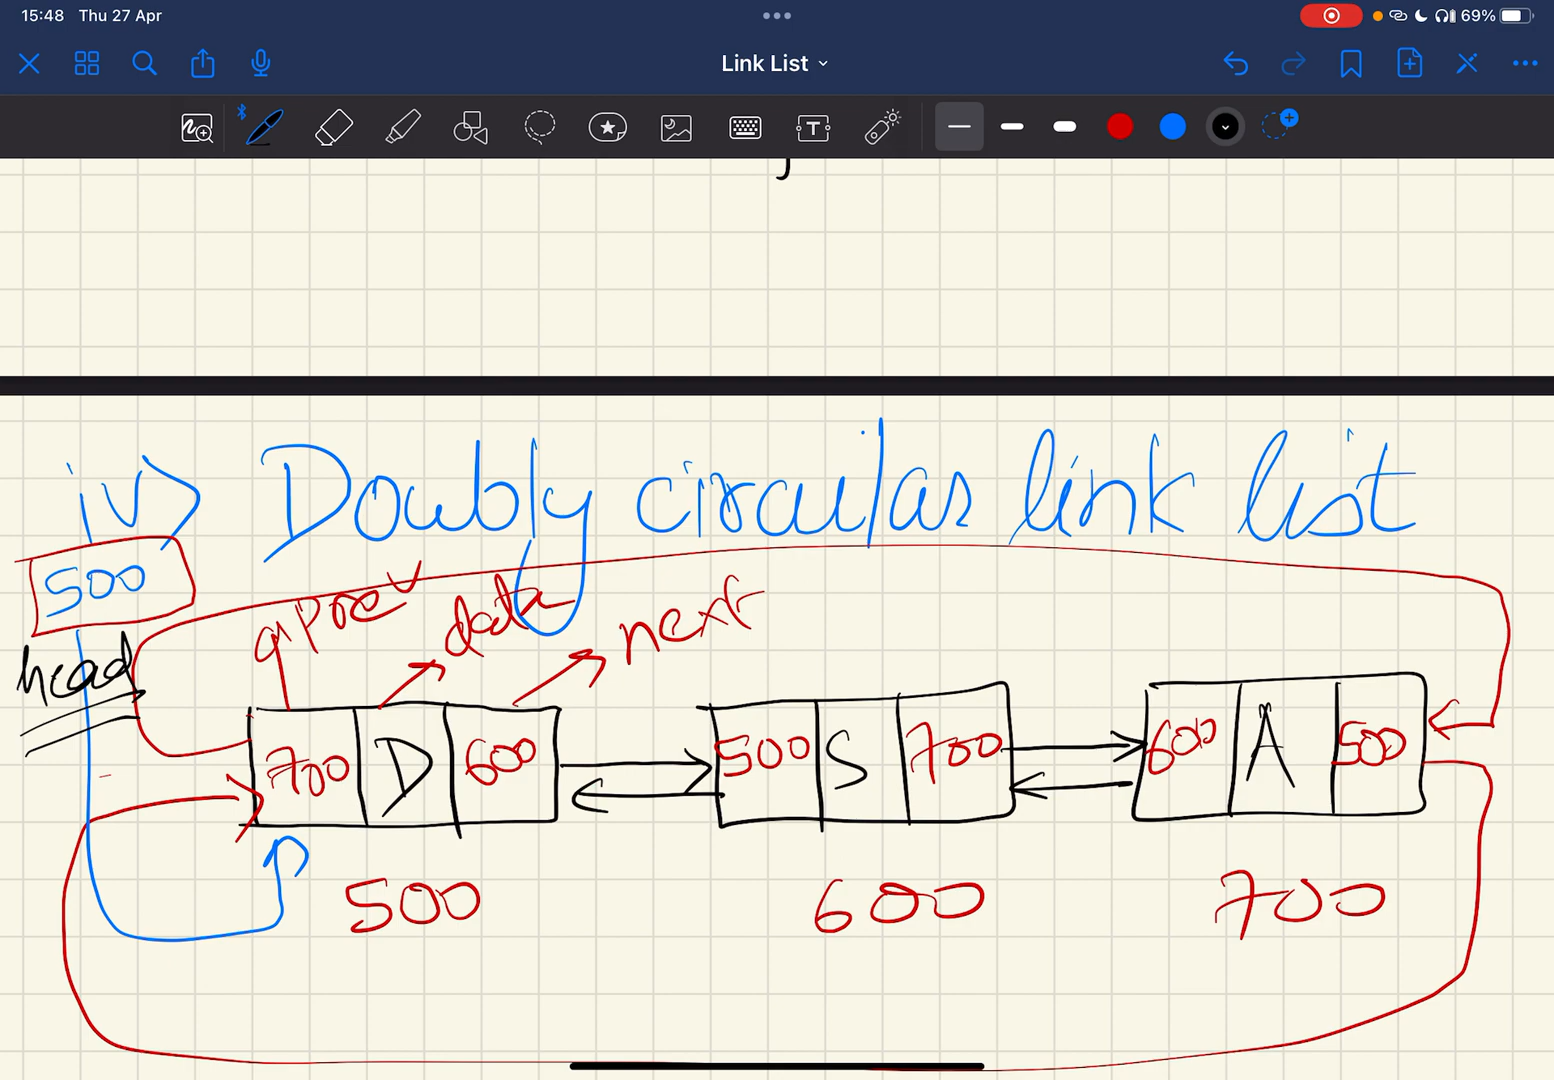 15:48 Thu 27 Apr
69%
Link List
T
iv) Doubly circular link list
500
prev data next
head
700 D 600 500 S 700 600 A 500
500 600 700